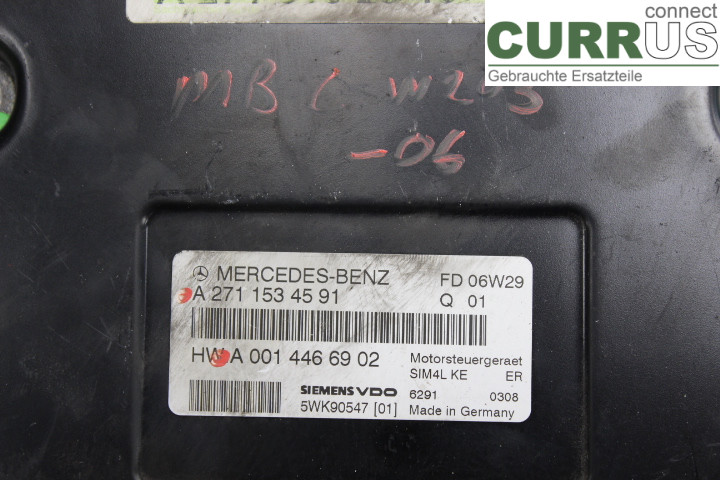 connect
CURRUS
Gebrauchte Ersatzteile
MB C W203
-06
MERCEDES-BENZ FD 06W29
A 271 153 45 91 Q 01
HW A 001 446 69 02 Motorsteuergeraet
SIM4L KE ER
SIEMENS VDO 6291 0308
5WK90547 [01] Made in Germany